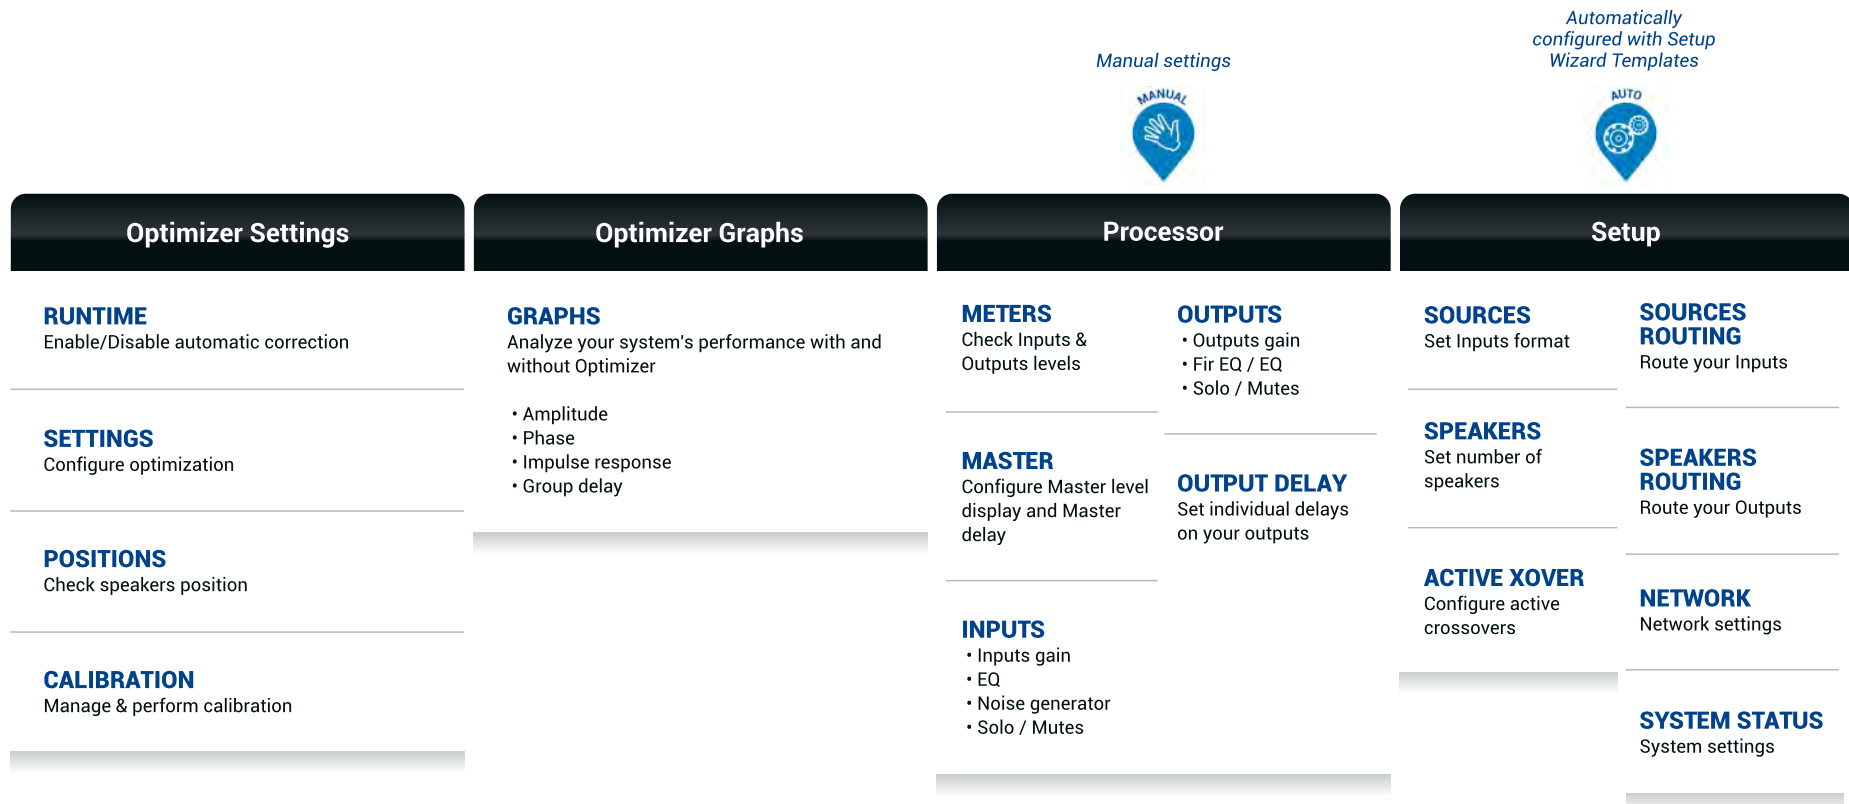 Manual settings
MANUAL
Automatically
configured with Setup
Wizard Templates
AUTO
Optimizer Settings
RUNTIME
Enable/Disable automatic correction
SETTINGS
Configure optimization
POSITIONS
Check speakers position
CALIBRATION
Manage & perform calibration
Optimizer Graphs
GRAPHS
Analyze your system's performance with and
without Optimizer
• Amplitude
• Phase
• Impulse response
• Group delay
Processor
METERS
Check Inputs &
Outputs levels
MASTER
Configure Master level
display and Master
delay
INPUTS
• Inputs gain
• EQ
• Noise generator
• Solo / Mutes
OUTPUTS
• Outputs gain
• Fir EQ / EQ
• Solo / Mutes
OUTPUT DELAY
Set individual delays
on your outputs
Setup
SOURCES
Set Inputs format
SPEAKERS
Set number of
speakers
ACTIVE XOVER
Configure active
crossovers
SOURCES
ROUTING
Route your Inputs
SPEAKERS
ROUTING
Route your Outputs
NETWORK
Network settings
SYSTEM STATUS
System settings